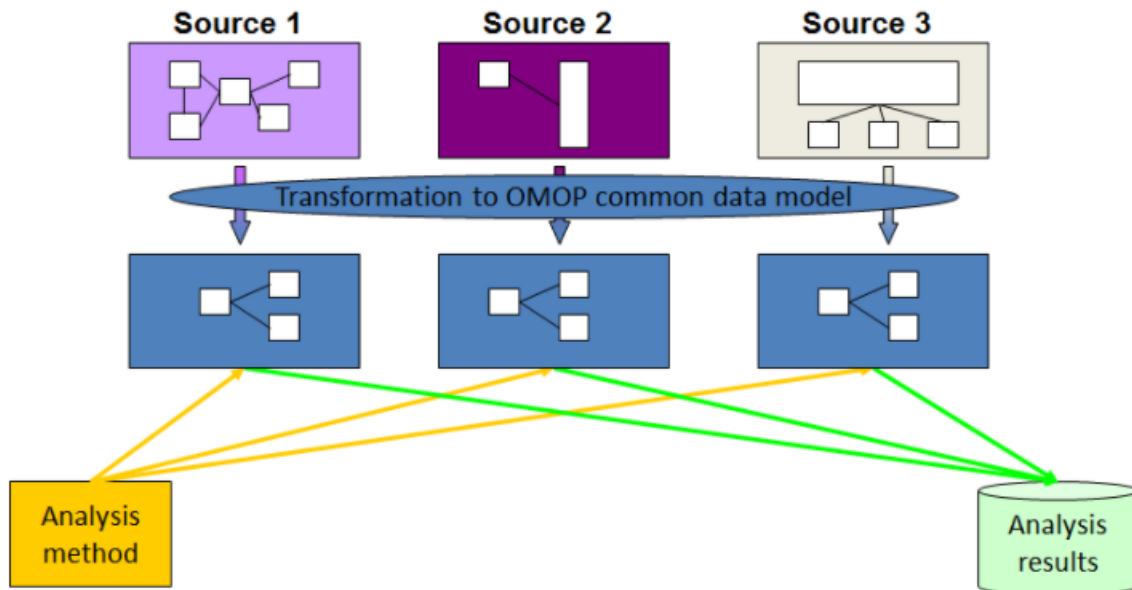 Source 1
Source 2
Source 3
Transformation to OMOP common data model
Analysis
method
Analysis
results